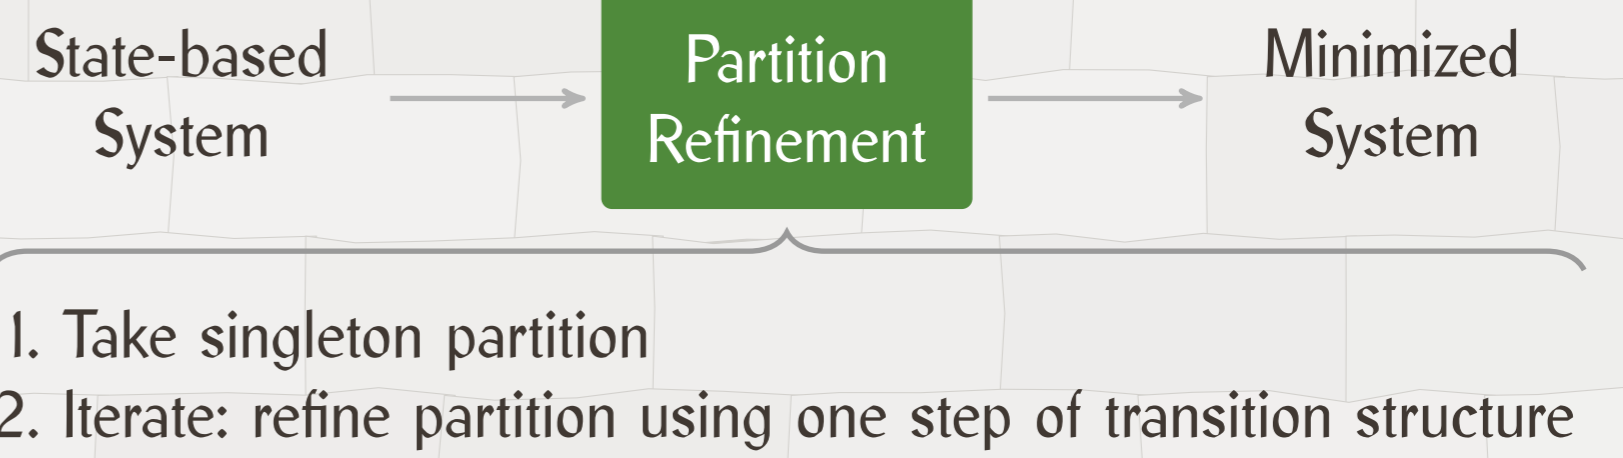 State-based
System
Partition
Refinement
Minimized
System
1. Take singleton partition
2. Iterate: refine partition using one step of transition structure